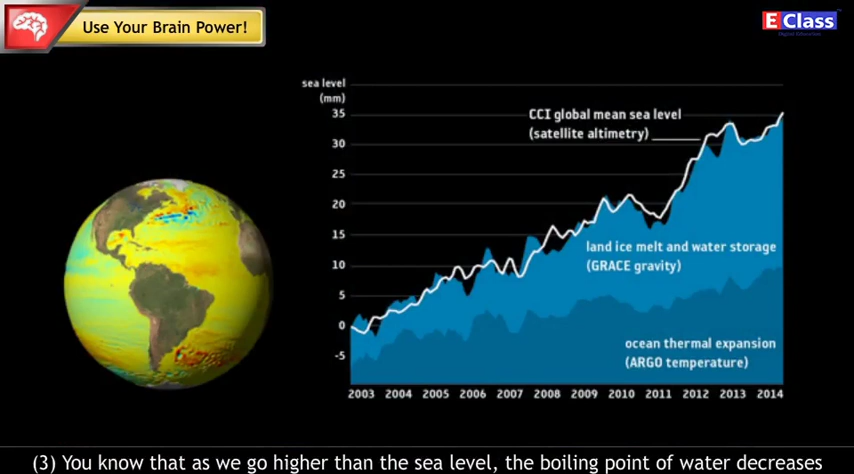 Use Your Brain Power!
EClass
Digital Education
sea level
(mm)
35
30
25
20
15
10
5
0
-5
CCI global mean sea level
(satellite altimetry)
land ice melt and water storage
(GRACE gravity)
ocean thermal expansion
(ARGO temperature)
2003 2004 2005 2006 2007 2008 2009 2010 2011 2012 2013 2014
(3) You know that as we go higher than the sea level, the boiling point of water decreases